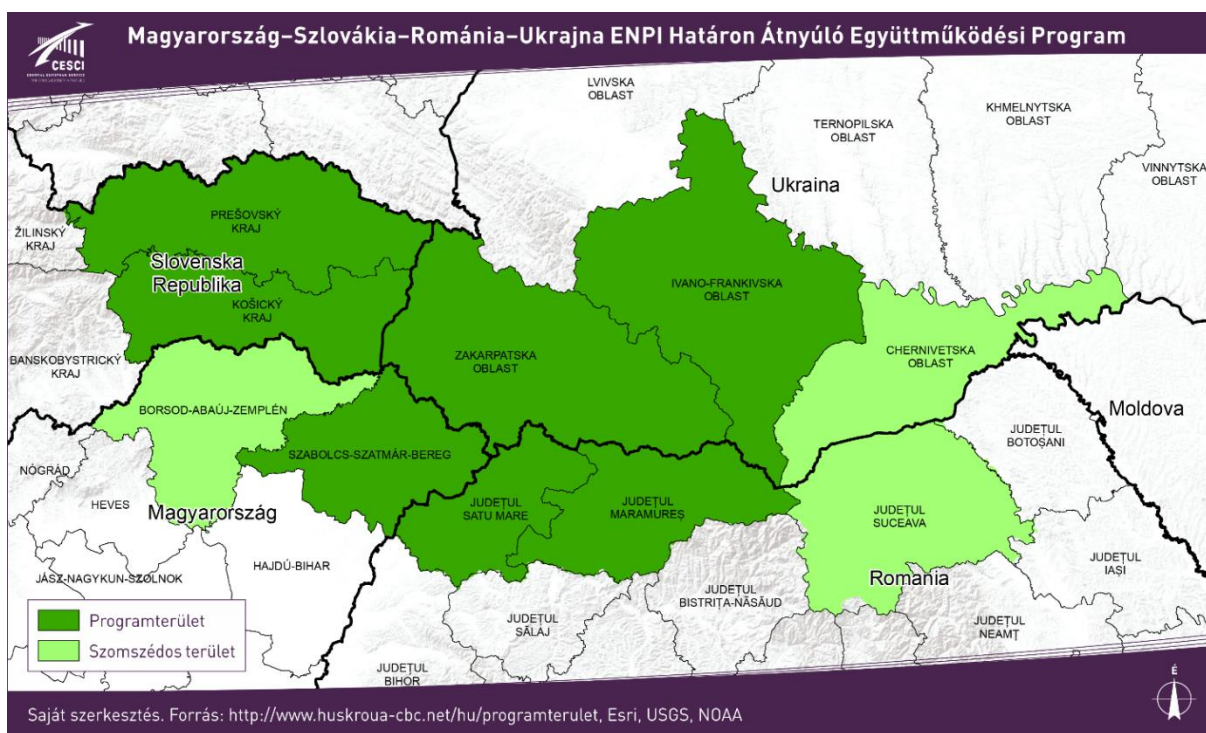 Magyarország–Szlovákia–Románia–Ukrajna ENPI Határon Átnyúló Együttműködési Program
CESCI
CENTRAL EUROPEAN SERVICE
LVIVSKA
OBLAST
TERNOPILSKA
OBLAST
KHMELNYTSKA
OBLAST
VINNYTSKA
OBLAST
Ukraina
PREŠOVSKÝ
KRAJ
ŽILINSKÝ
KRAJ
Slovenska
Republika
KOŠICKÝ
KRAJ
IVANO-FRANKIVSKA
OBLAST
BANSKOBYSTRICKÝ
KRAJ
ZAKARPATSKA
OBLAST
CHERNIVETSKA
OBLAST
BORSOD-ABAÚJ-ZEMPLÉN
Moldova
JUDEȚUL
BOTOȘANI
SZABOLCS-SZATMÁR-BEREG
NÓGRÁD
HEVES
Magyarország
JUDEȚUL
SATU MARE
JUDEȚUL
MARAMUREȘ
JUDEȚUL
SUCEAVA
JUDEȚUL
IAȘI
HAJDÚ-BIHAR
JÁSZ-NAGYKUN-SZOLNOK
Romania
JUDEȚUL
BISTRIȚA-NĂSĂUD
JUDEȚUL
SĂLAJ
JUDEȚUL
NEAMȚ
JUDEȚUL
BIHOR
Programterület
Szomszédos terület
É
Saját szerkesztés. Forrás: http://www.huskroua-cbc.net/hu/programterulet, Esri, USGS, NOAA